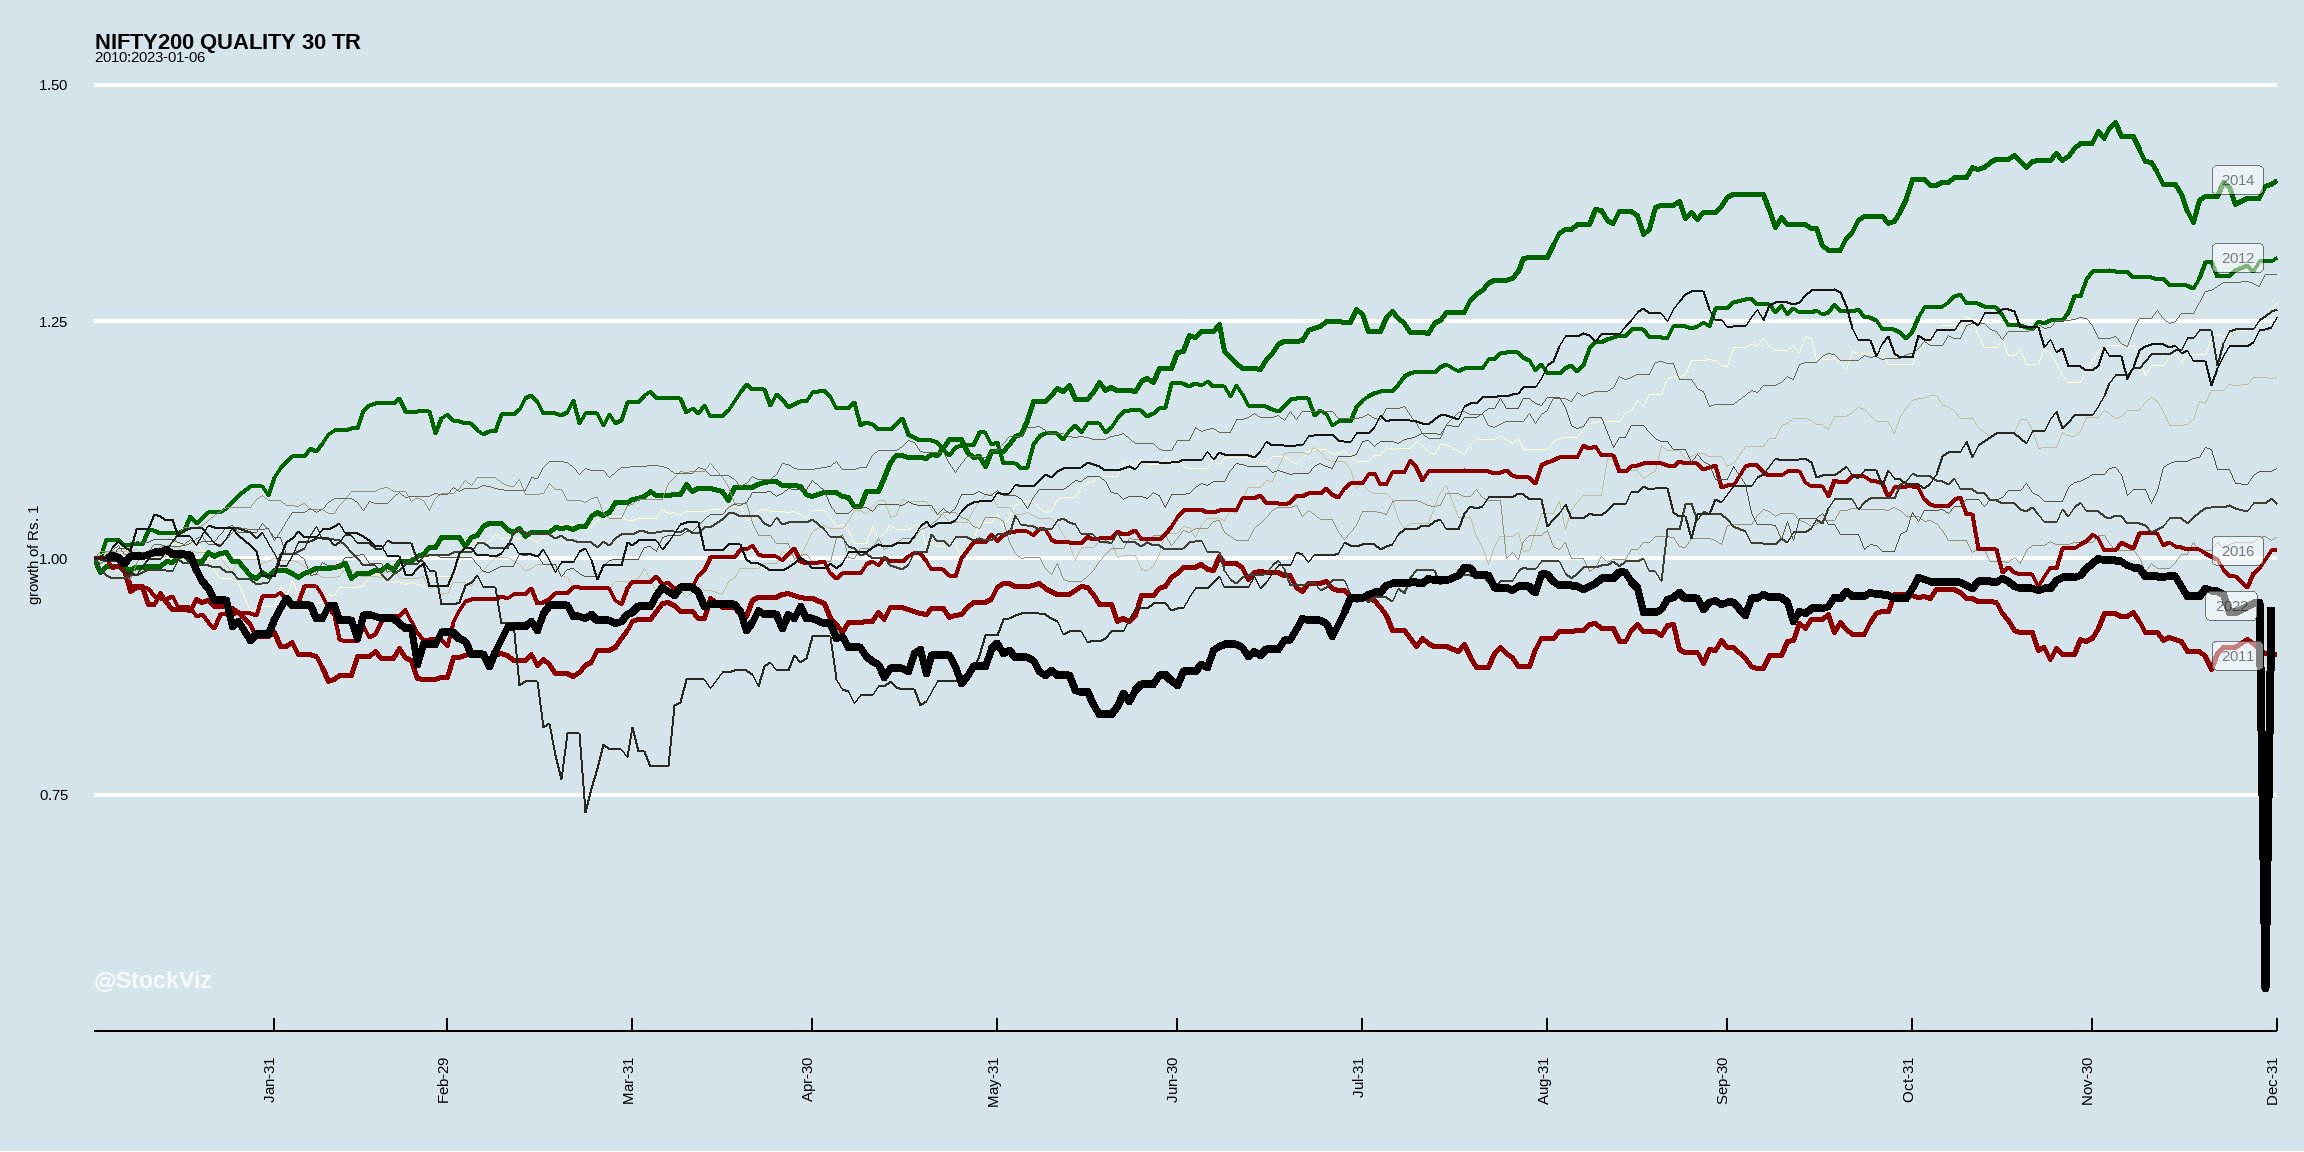 NIFTY200 QUALITY 30 TR
2010:2023-01-06
1.50
1.25
1.00
0.75
growth of Rs. 1
2014
2012
2016
2022
2011
@StockViz
Jan-31
Feb-29
Mar-31
Apr-30
May-31
Jun-30
Jul-31
Aug-31
Sep-30
Oct-31
Nov-30
Dec-31